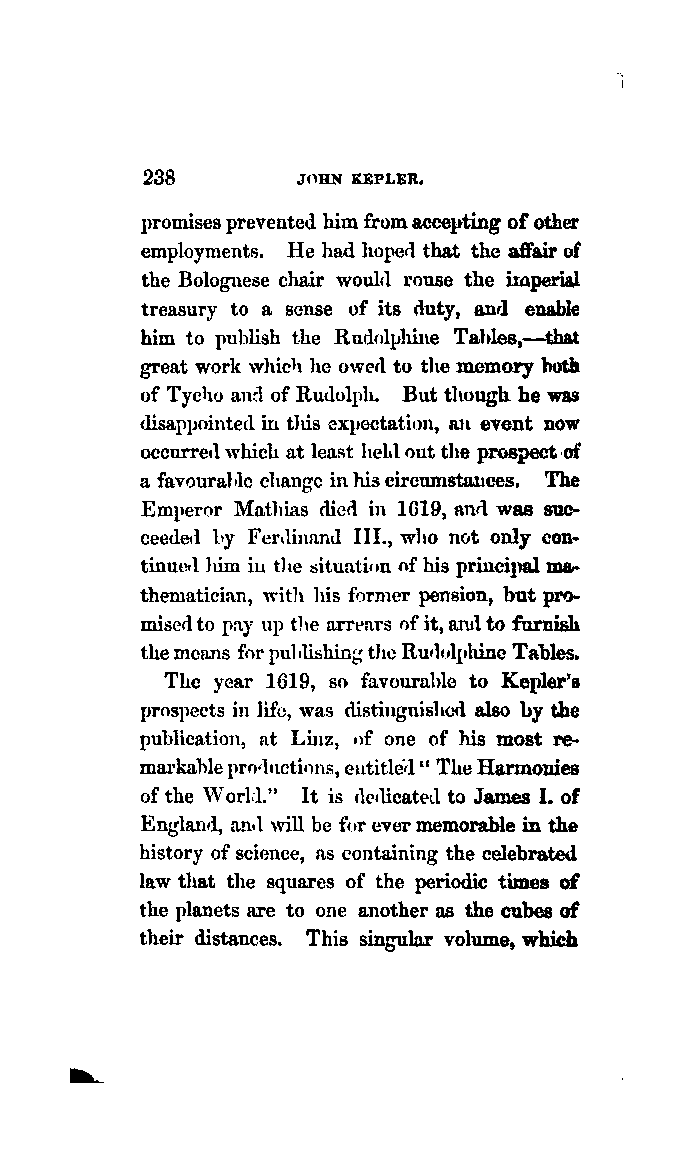 238 JOHN KEPLER.
promises prevented him from accepting of other
employments. He had hoped that the affair of
the Bolognese chair would rouse the imperial
treasury to a sense of its duty, and enable
him to publish the Rudolphine Tables,—that
great work which he owed to the memory both
of Tycho and of Rudolph. But though he was
disappointed in this expectation, an event now
occurred which at least held out the prospect of
a favourable change in his circumstances. The
Emperor Mathias died in 1619, and was suc-
ceeded by Ferdinand III., who not only con-
tinued him in the situation of his principal ma-
thematician, with his former pension, but pro-
mised to pay up the arrears of it, and to furnish
the means for publishing the Rudolphine Tables.
The year 1619, so favourable to Kepler's
prospects in life, was distinguished also by the
publication, at Linz, of one of his most re-
markable productions, entitled " The Harmonies
of the World." It is dedicated to James I. of
England, and will be for ever memorable in the
history of science, as containing the celebrated
law that the squares of the periodic times of
the planets are to one another as the cubes of
their distances. This singular volume, which